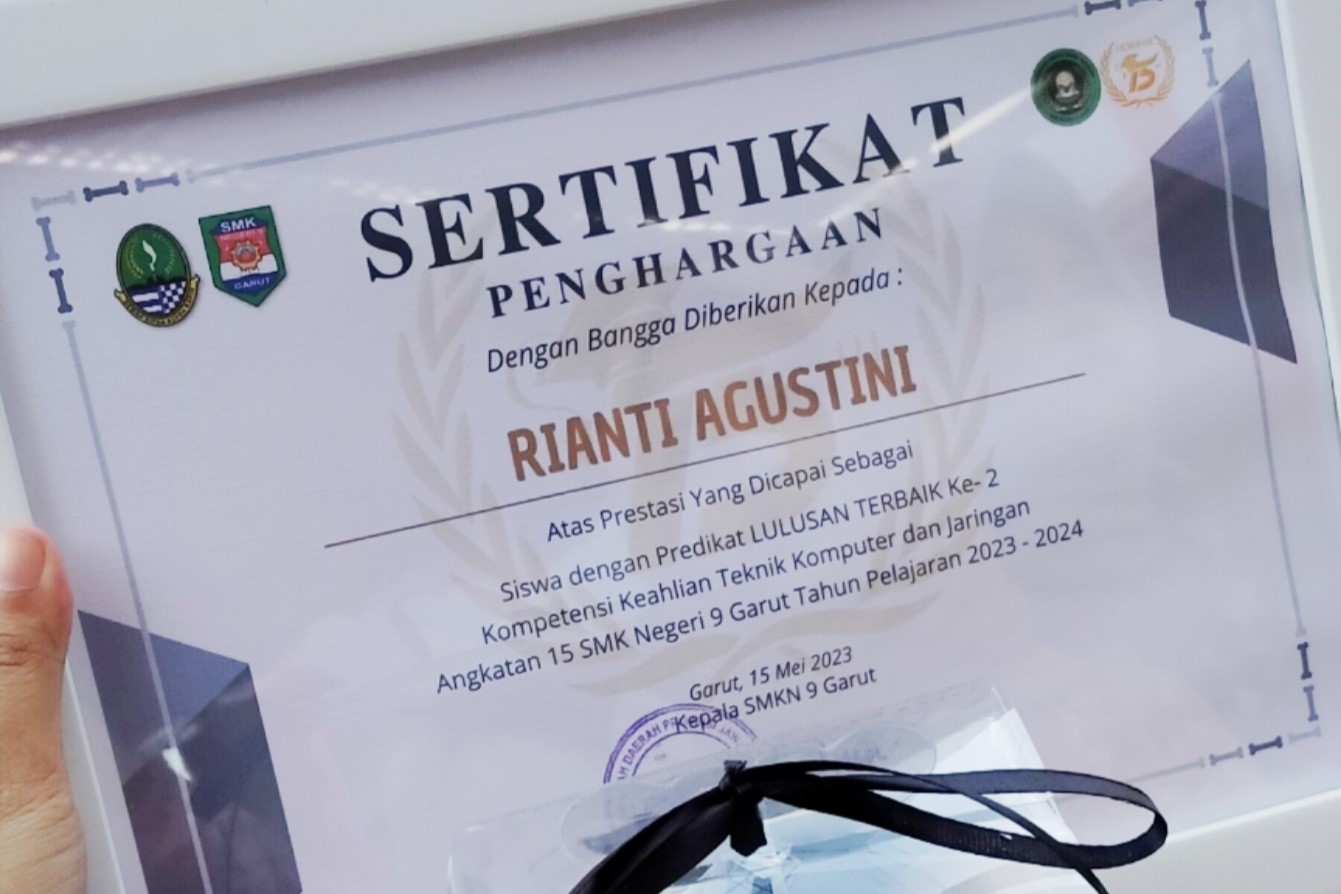 SERTIFIKAT
PENGHARGAAN
Dengan Bangga Diberikan Kepada :
RIANTI AGUSTINI
Atas Prestasi Yang Dicapai Sebagai
Siswa dengan Predikat LULUSAN TERBAIK Ke- 2
Kompetensi Keahlian Teknik Komputer dan Jaringan
Angkatan 15 SMK Negeri 9 Garut Tahun Pelajaran 2023 - 2024
Garut, 15 Mei 2023
Kepala SMKN 9 Garut
SMK
GARUT
15
DAERAH